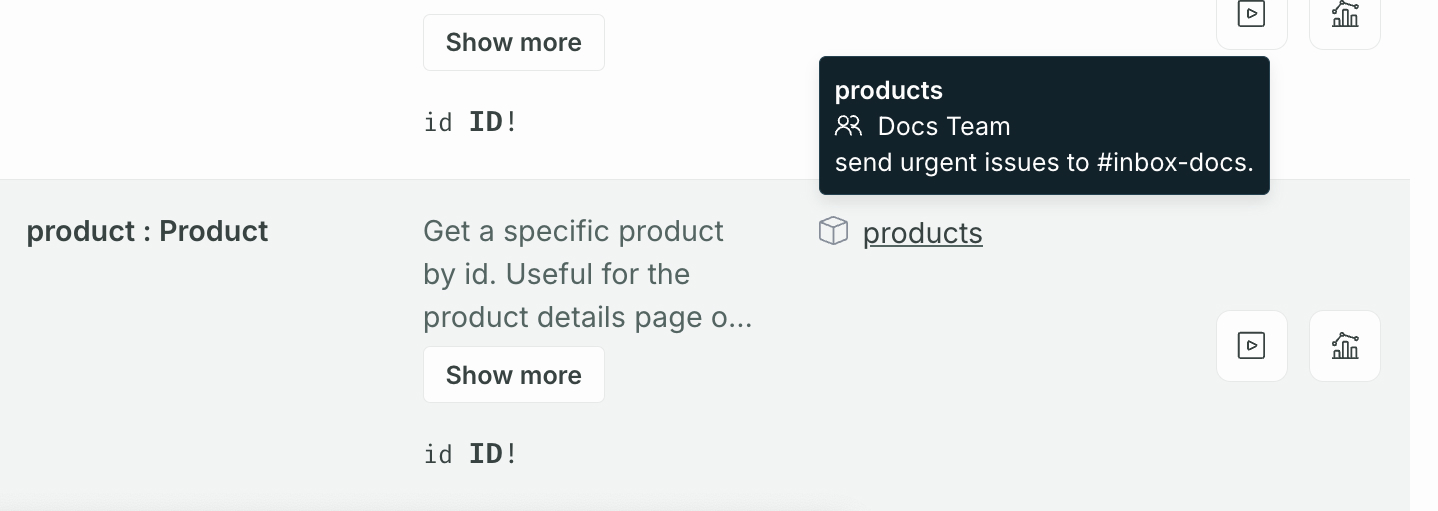 Show more
id ID!
products
Docs Team
send urgent issues to #inbox-docs.
product : Product
Get a specific product
by id. Useful for the
product details page o...
Show more
id ID!
products